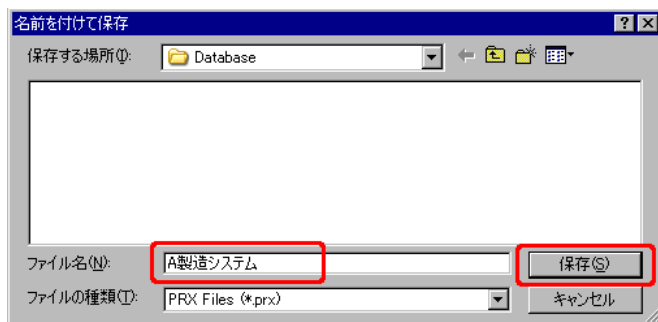 名前を付けて保存
保存する場所(I): Database
ファイル名(N): A製造システム 保存(S)
ファイルの種類(T): PRX Files (*.prx) キャンセル